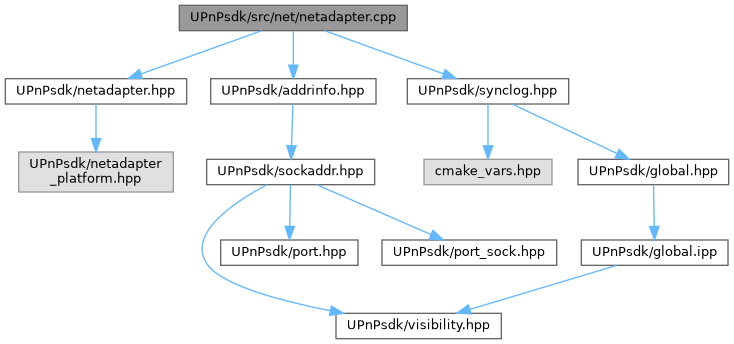 UPnPsdk/src/net/netadapter.cpp
UPnPsdk/netadapter.hpp
UPnPsdk/addrinfo.hpp
UPnPsdk/synclog.hpp
UPnPsdk/netadapter
_platform.hpp
UPnPsdk/sockaddr.hpp
cmake_vars.hpp
UPnPsdk/global.hpp
UPnPsdk/port.hpp
UPnPsdk/port_sock.hpp
UPnPsdk/global.ipp
UPnPsdk/visibility.hpp